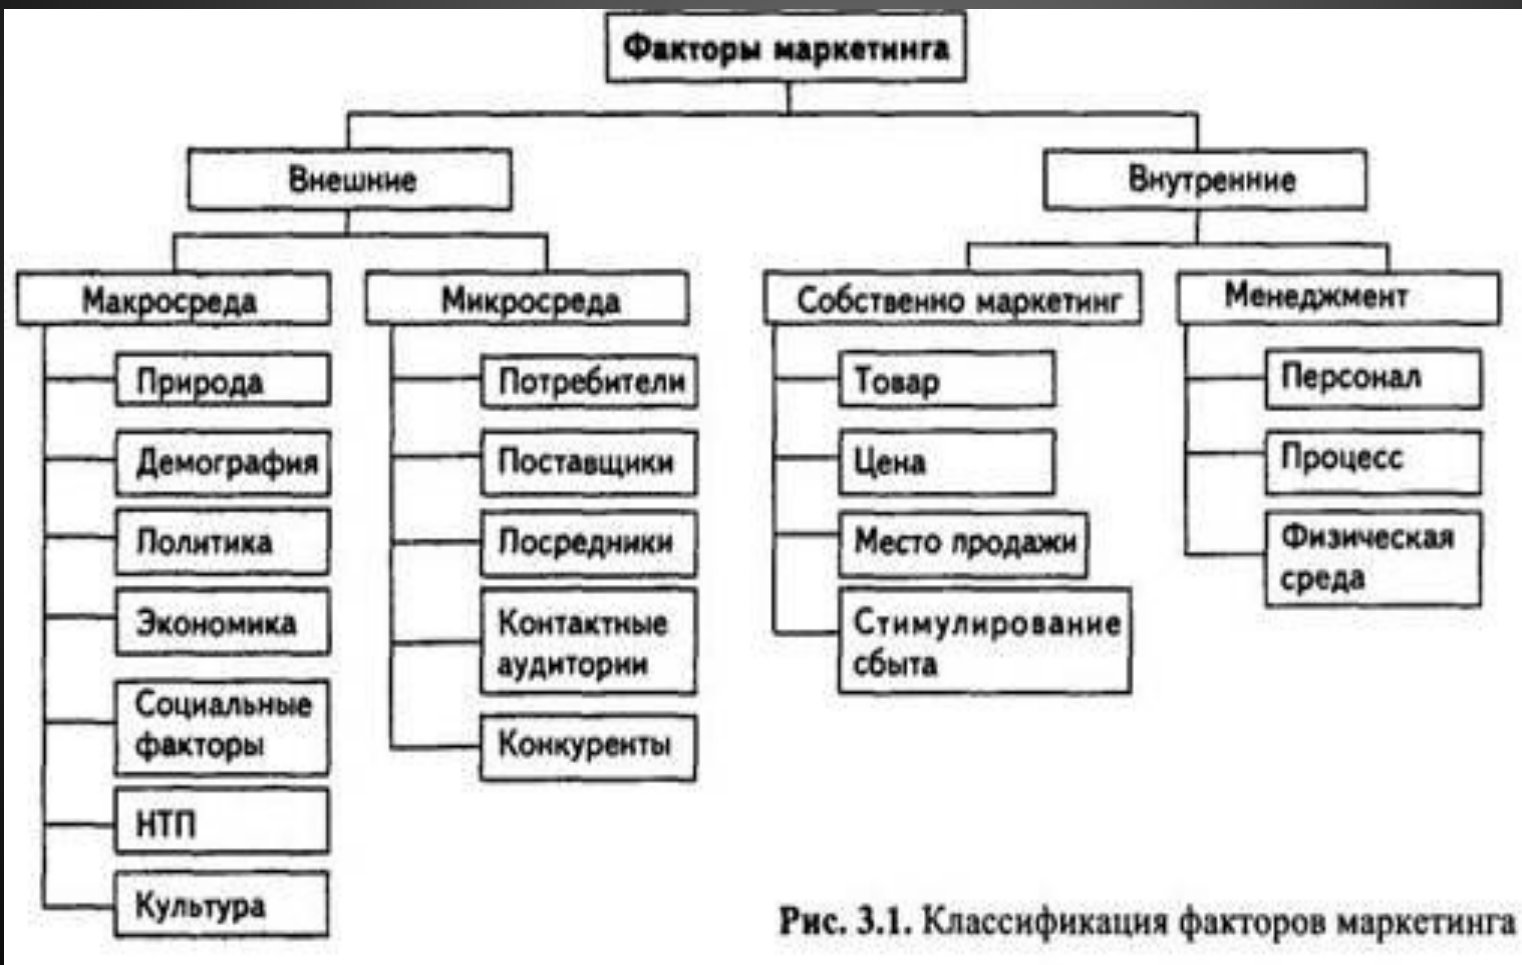 Факторы маркетинга
Внешние
Внутренние
Макросреда
Микросреда
Собственно маркетинг
Менеджмент
Природа
Демография
Политика
Экономика
Социальные
факторы
НТП
Культура
Потребители
Поставщики
Посредники
Контактные
аудитории
Конкуренты
Товар
Цена
Место продажи
Стимулирование
сбыта
Персонал
Процесс
Физическая
среда
Рис. 3.1. Классификация факторов маркетинга